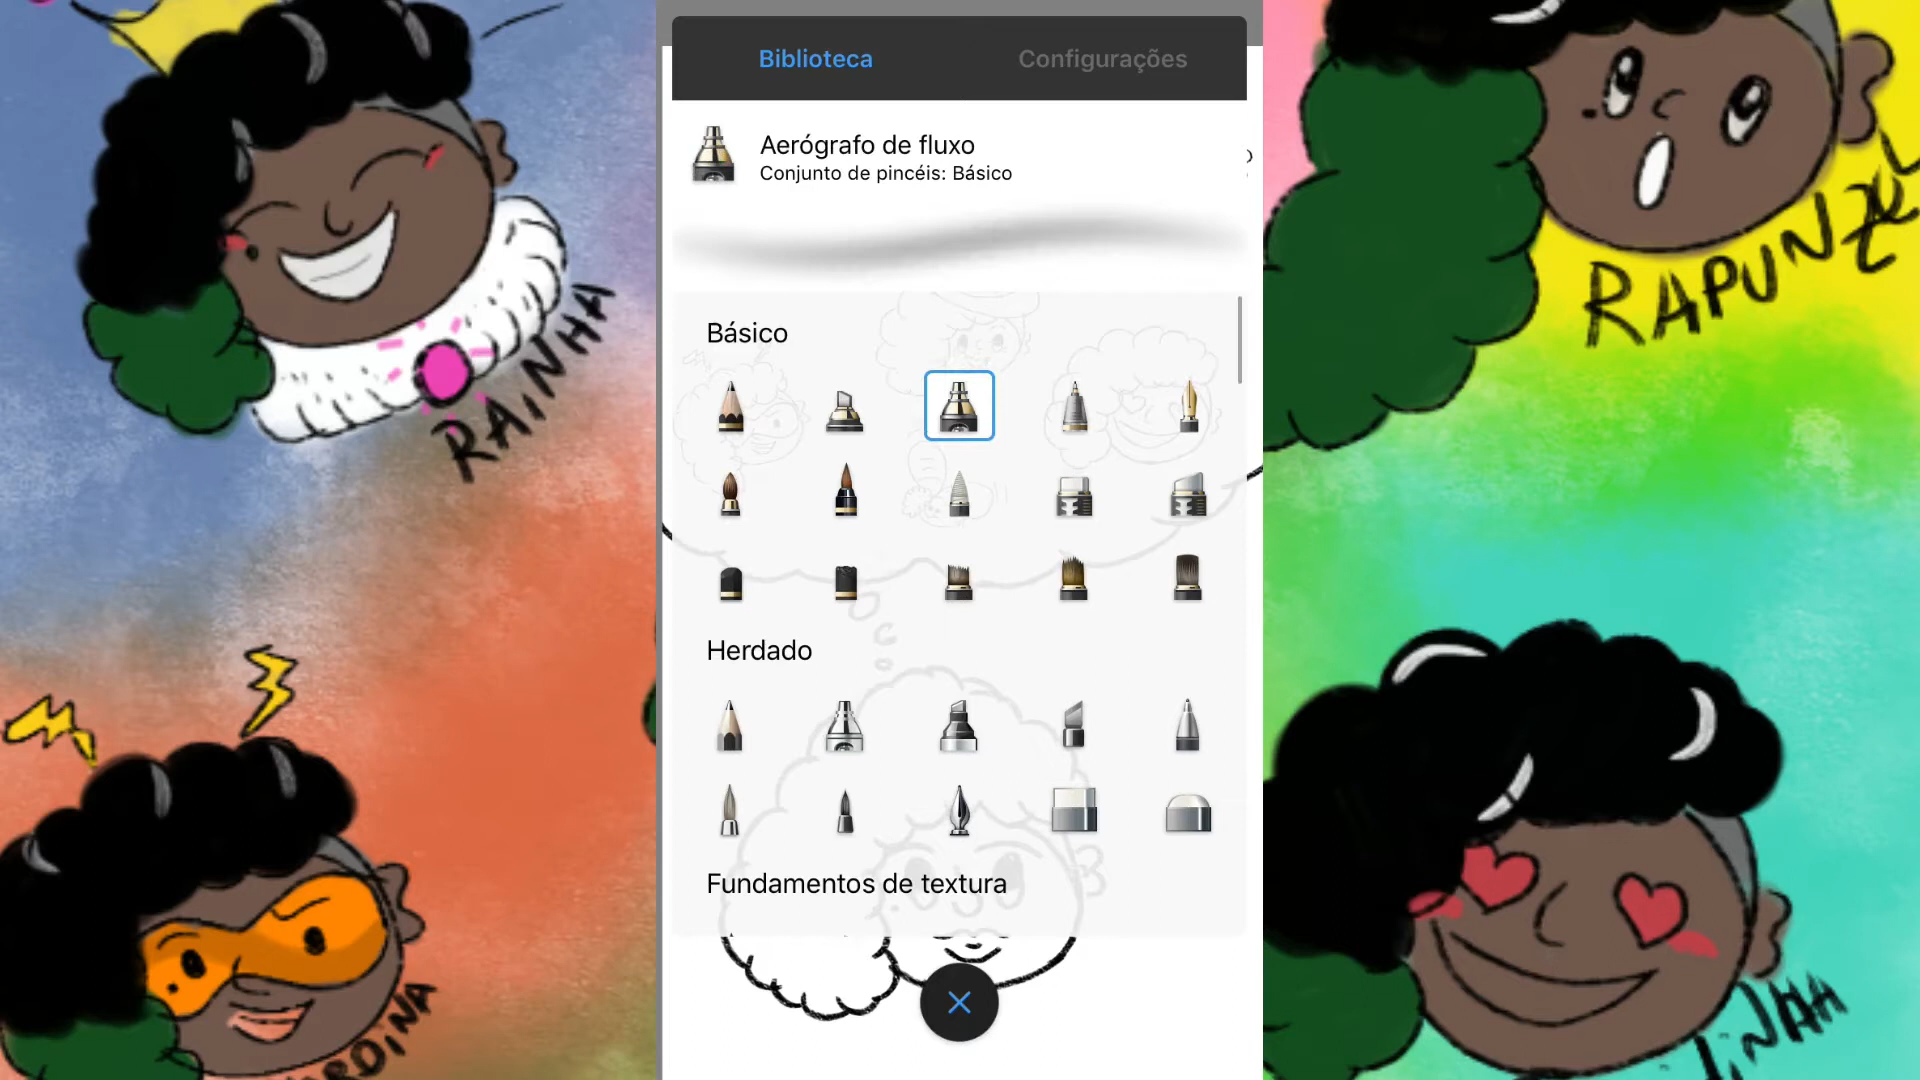 Biblioteca
Configurações
Aerógrafo de fluxo
Conjunto de pincéis: Básico
Básico
Herdado
Fundamentos de textura
RAINHA
RAPUNZEL